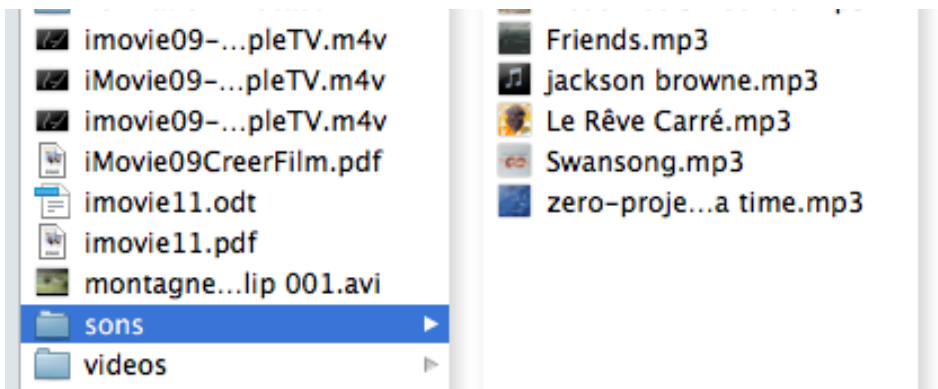 imovie09-...pleTV.m4v
iMovie09-...pleTV.m4v
imovie09-...pleTV.m4v
iMovie09CreerFilm.pdf
imovie11.odt
imovie11.pdf
montagne...lip 001.avi
sons
videos
Friends.mp3
jackson browne.mp3
Le Rêve Carré.mp3
Swansong.mp3
zero-proje...a time.mp3